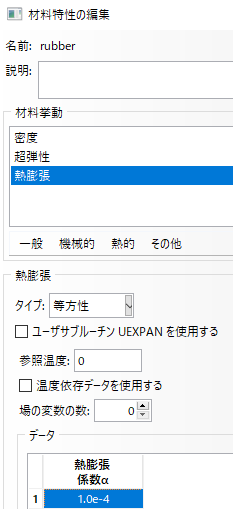 材料特性の編集
名前: rubber
説明:
材料挙動
密度
超弾性
熱膨張
一般 機械的 熱的 その他
熱膨張
タイプ: 等方性
ユーザサブルーチン UEXPAN を使用する
参照温度: 0
温度依存データを使用する
場の変数の数: 0
データ
熱膨張
係数α
1 1.0e-4